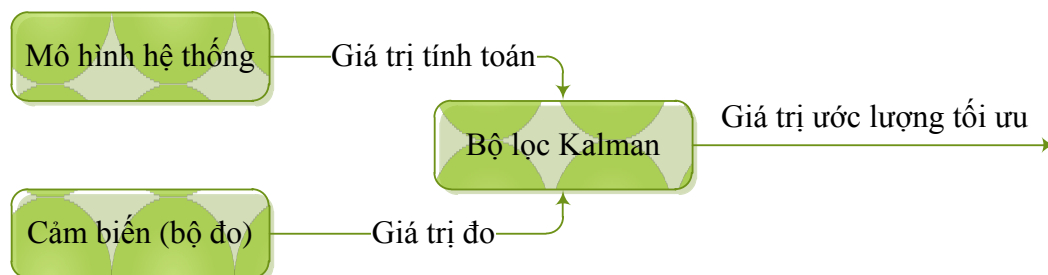 Mô hình hệ thống
Giá trị tính toán
Bộ lọc Kalman
Giá trị ước lượng tối ưu
Cảm biến (bộ đo)
Giá trị đo